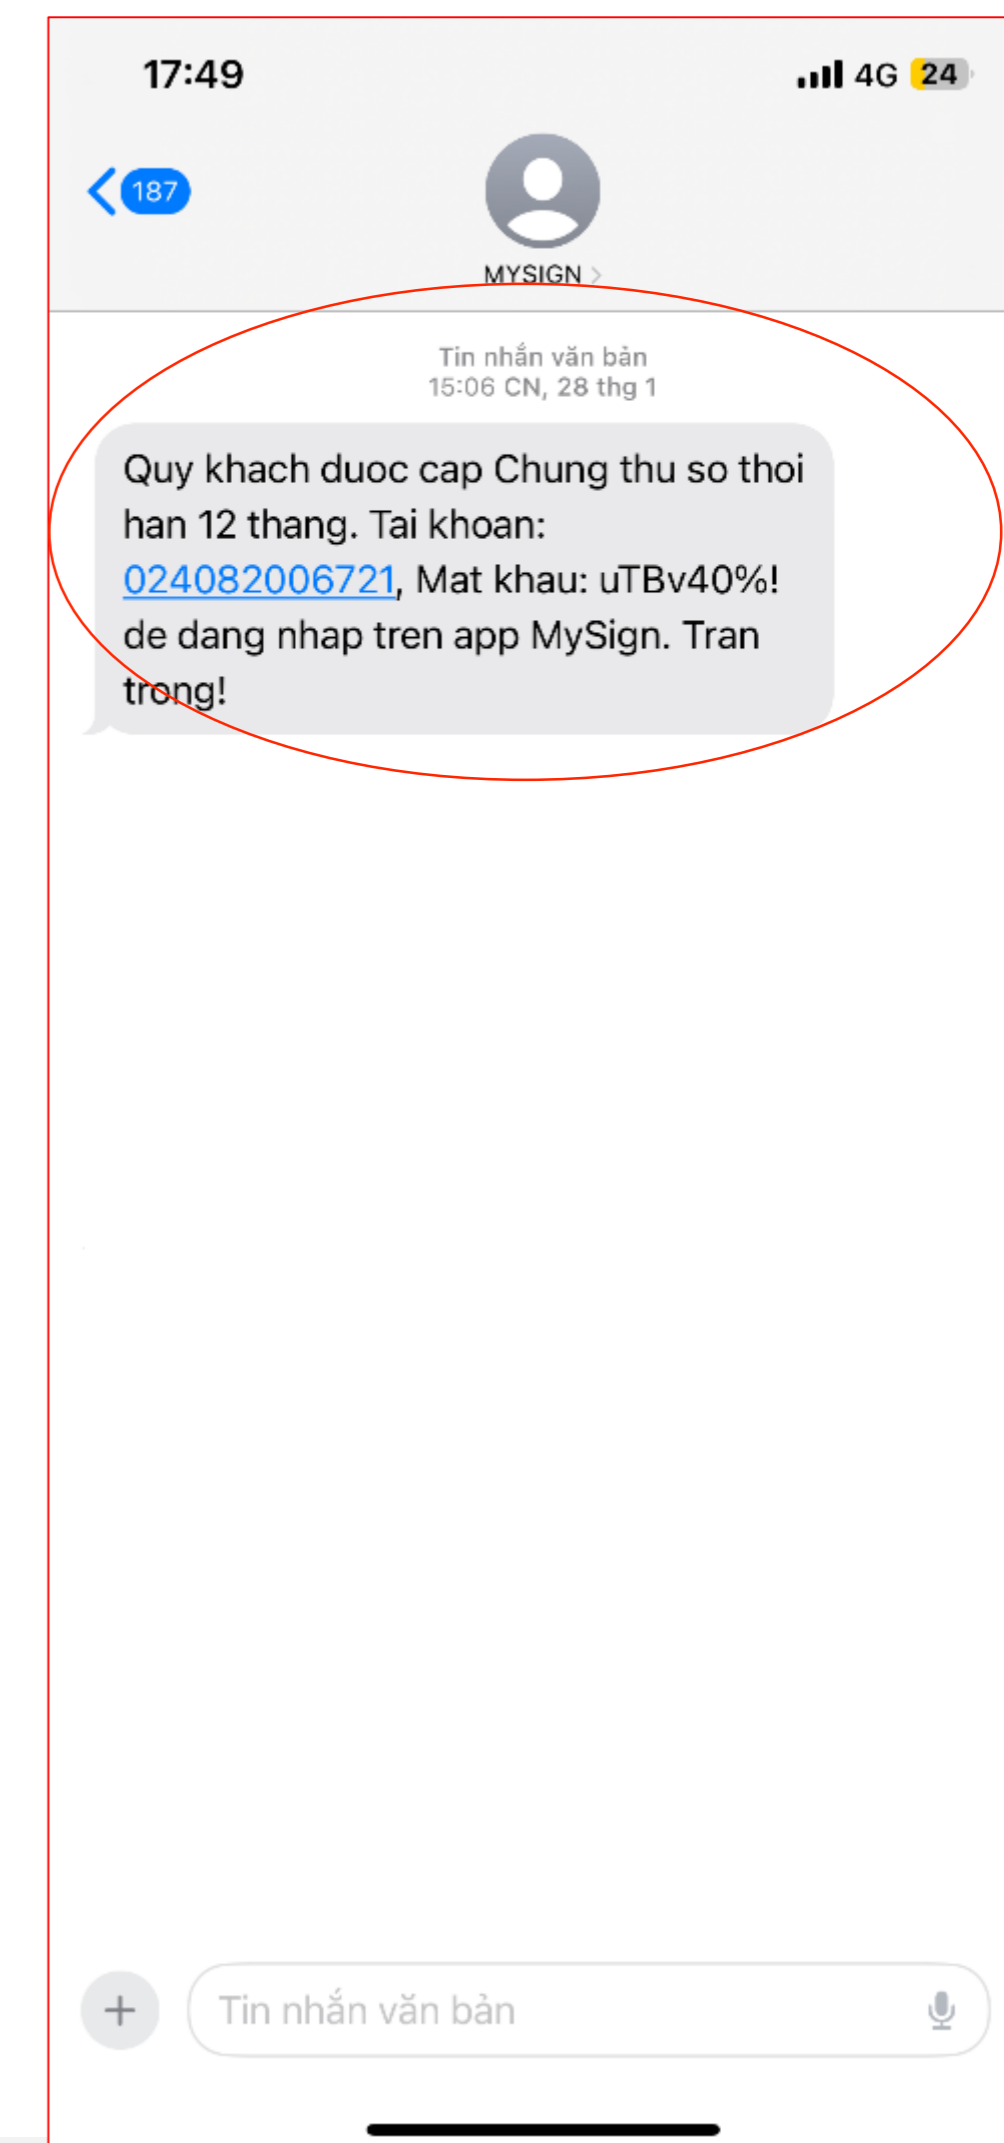 17:49 4G 24
187
MYSIGN >
Tin nhắn văn bản
15:06 CN, 28 thg 1
Quy khach duoc cap Chung thu so thoi
han 12 thang. Tai khoan:
024082006721, Mat khau: uTBv40%!
de dang nhap tren app MySign. Tran
trong!
Tin nhắn văn bản